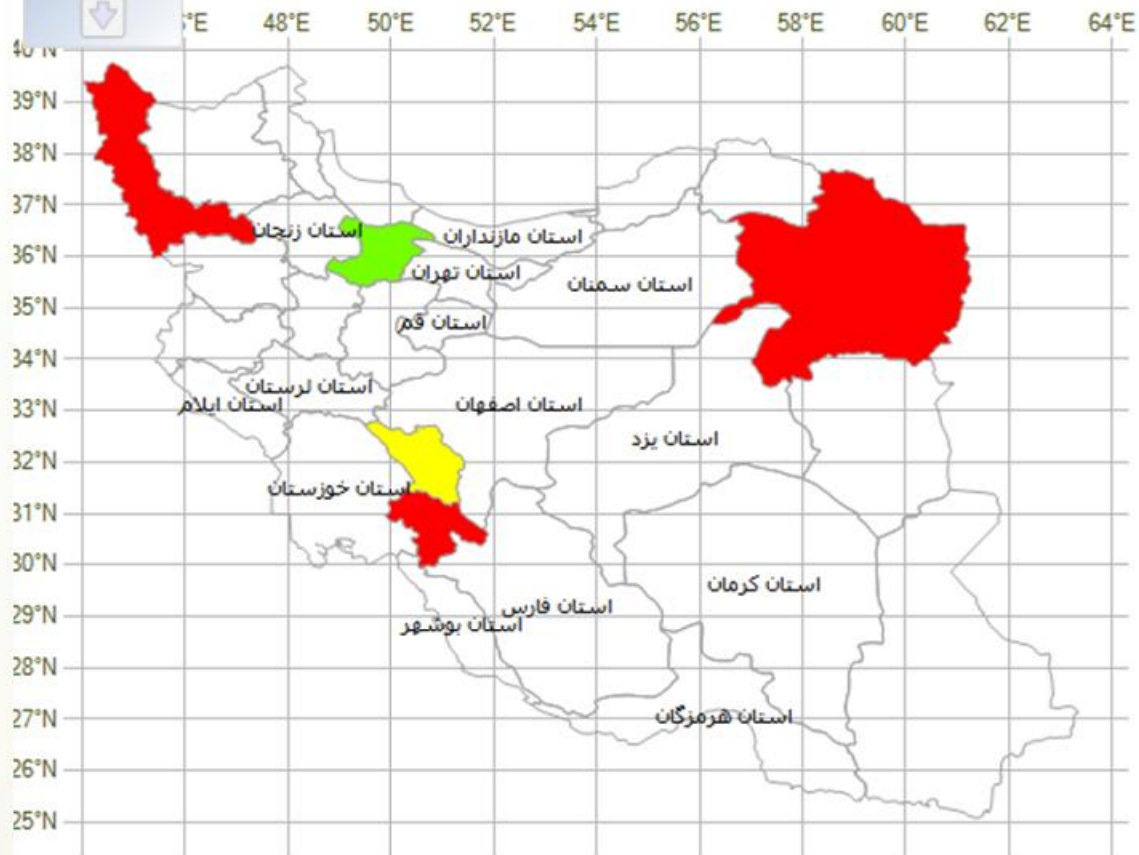 48°E 50°E 52°E 54°E 56°E 58°E 60°E 62°E 64°E
39°N
38°N
37°N
استان زنجان
استان مازنداران
36°N
استان تهران
استان سمنان
35°N
استان قم
34°N
استان لرستان
استان ایلام
استان اصفهان
33°N
استان یزد
32°N
استان خوزستان
31°N
30°N
استان کرمان
استان فارس
29°N
استان بوشهر
28°N
استان هرمزگان
27°N
26°N
25°N